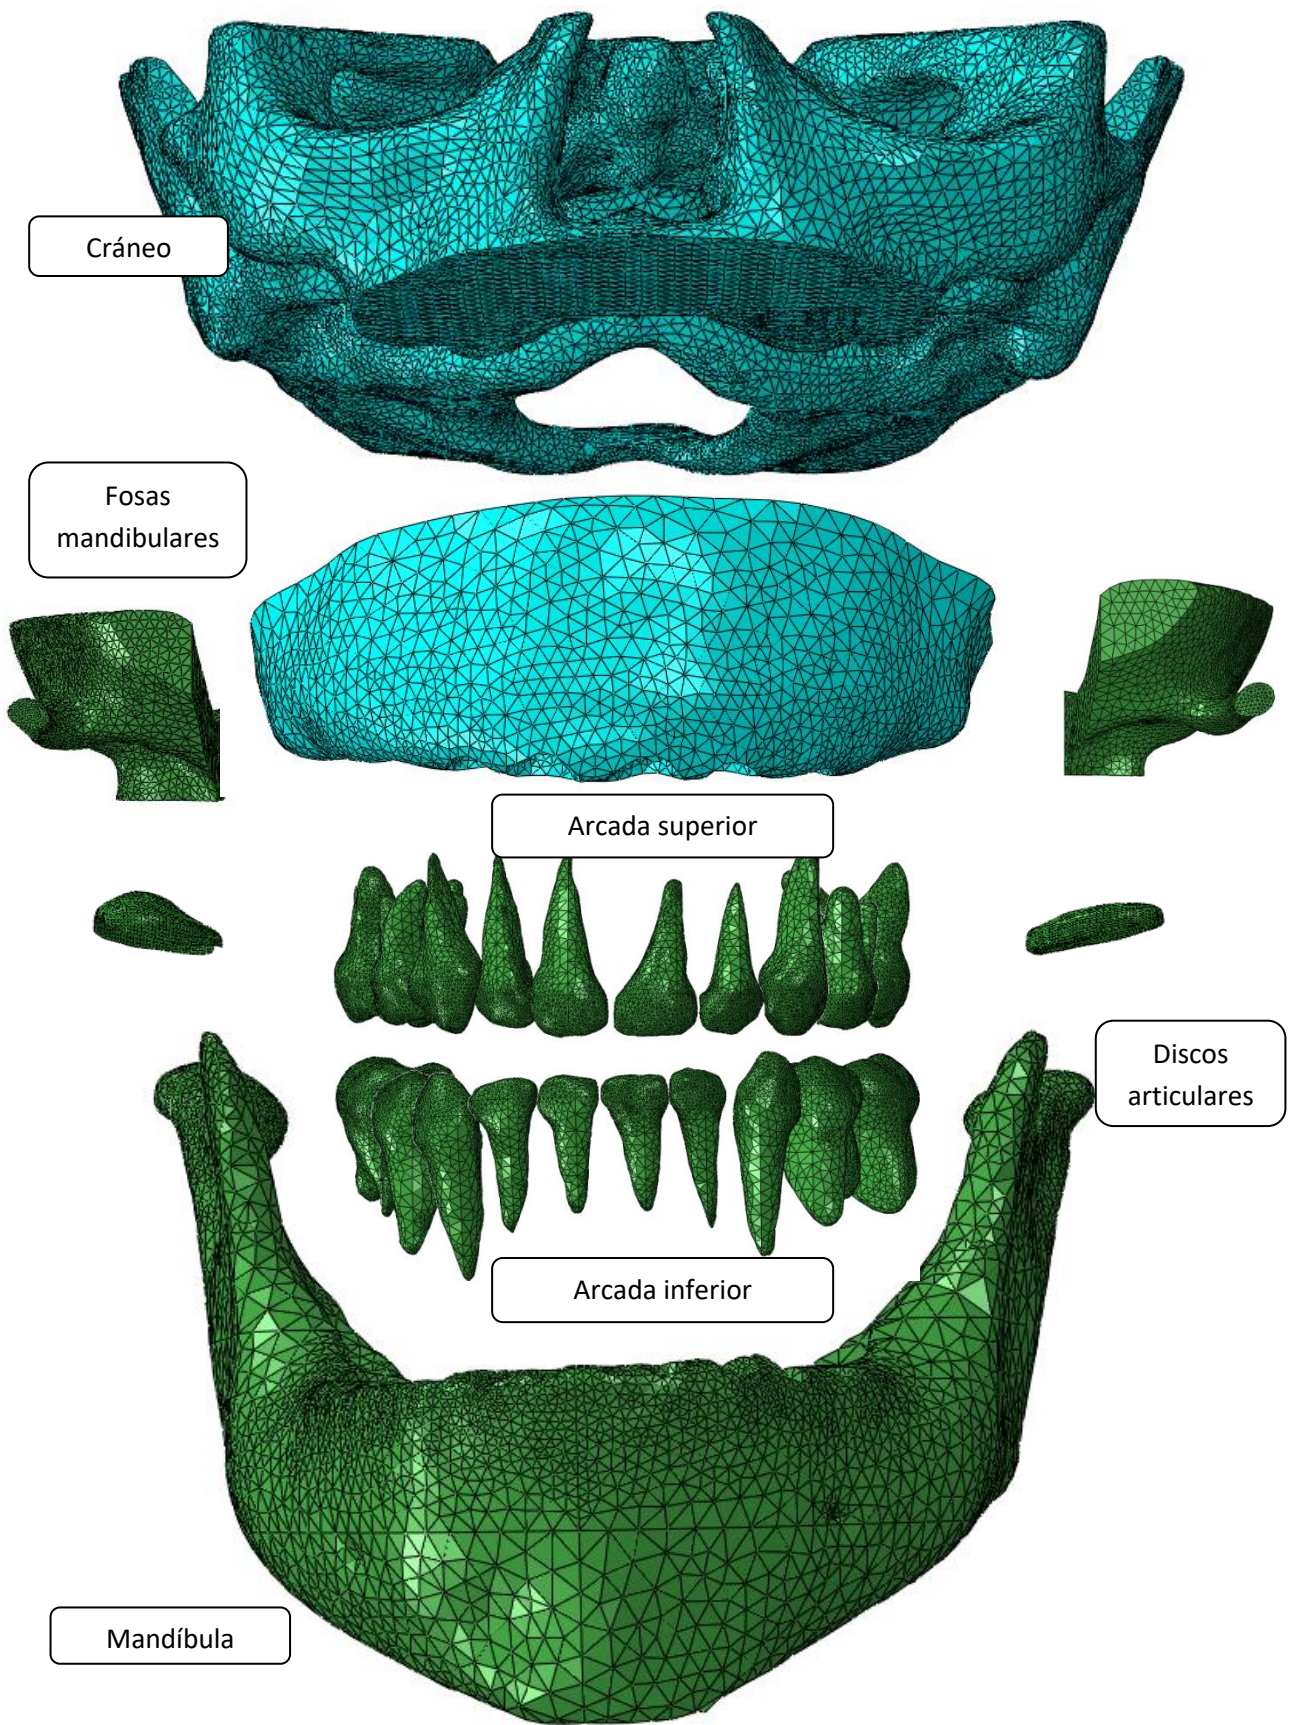 Cráneo
Fosas
mandibulares
Arcada superior
Discos
articulares
Arcada inferior
Mandíbula